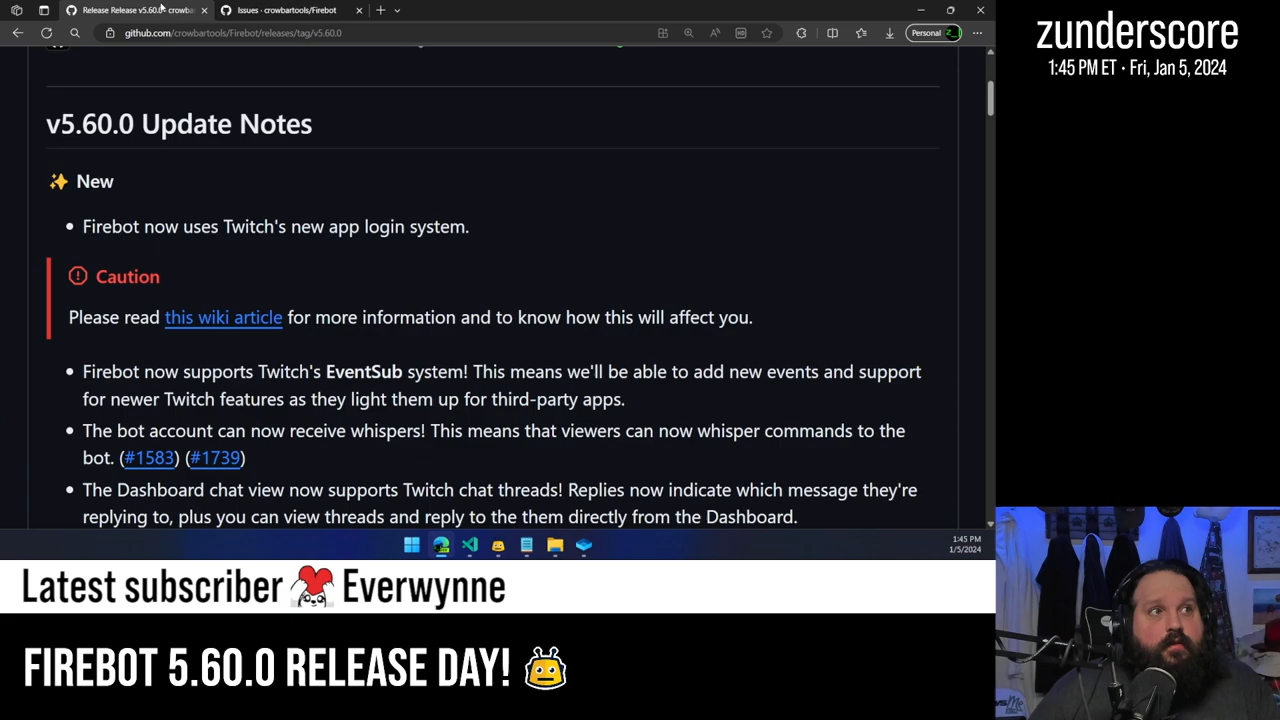 Release Release v5.60.0 · crowba
Issues · crowbartools/Firebot
github.com/crowbartools/Firebot/releases/tag/v5.60.0
Personal
zunderscore
1:45 PM ET • Fri, Jan 5, 2024
v5.60.0 Update Notes
✨ New
• Firebot now uses Twitch's new app login system.
Caution
Please read this wiki article for more information and to know how this will affect you.
• Firebot now supports Twitch's EventSub system! This means we'll be able to add new events and support
for newer Twitch features as they light them up for third-party apps.
• The bot account can now receive whispers! This means that viewers can now whisper commands to the
bot. (#1583) (#1739)
• The Dashboard chat view now supports Twitch chat threads! Replies now indicate which message they're
replying to, plus you can view threads and reply to the them directly from the Dashboard.
1:45 PM
1/5/2024
Latest subscriber Everwynne
FIREBOT 5.60.0 RELEASE DAY!